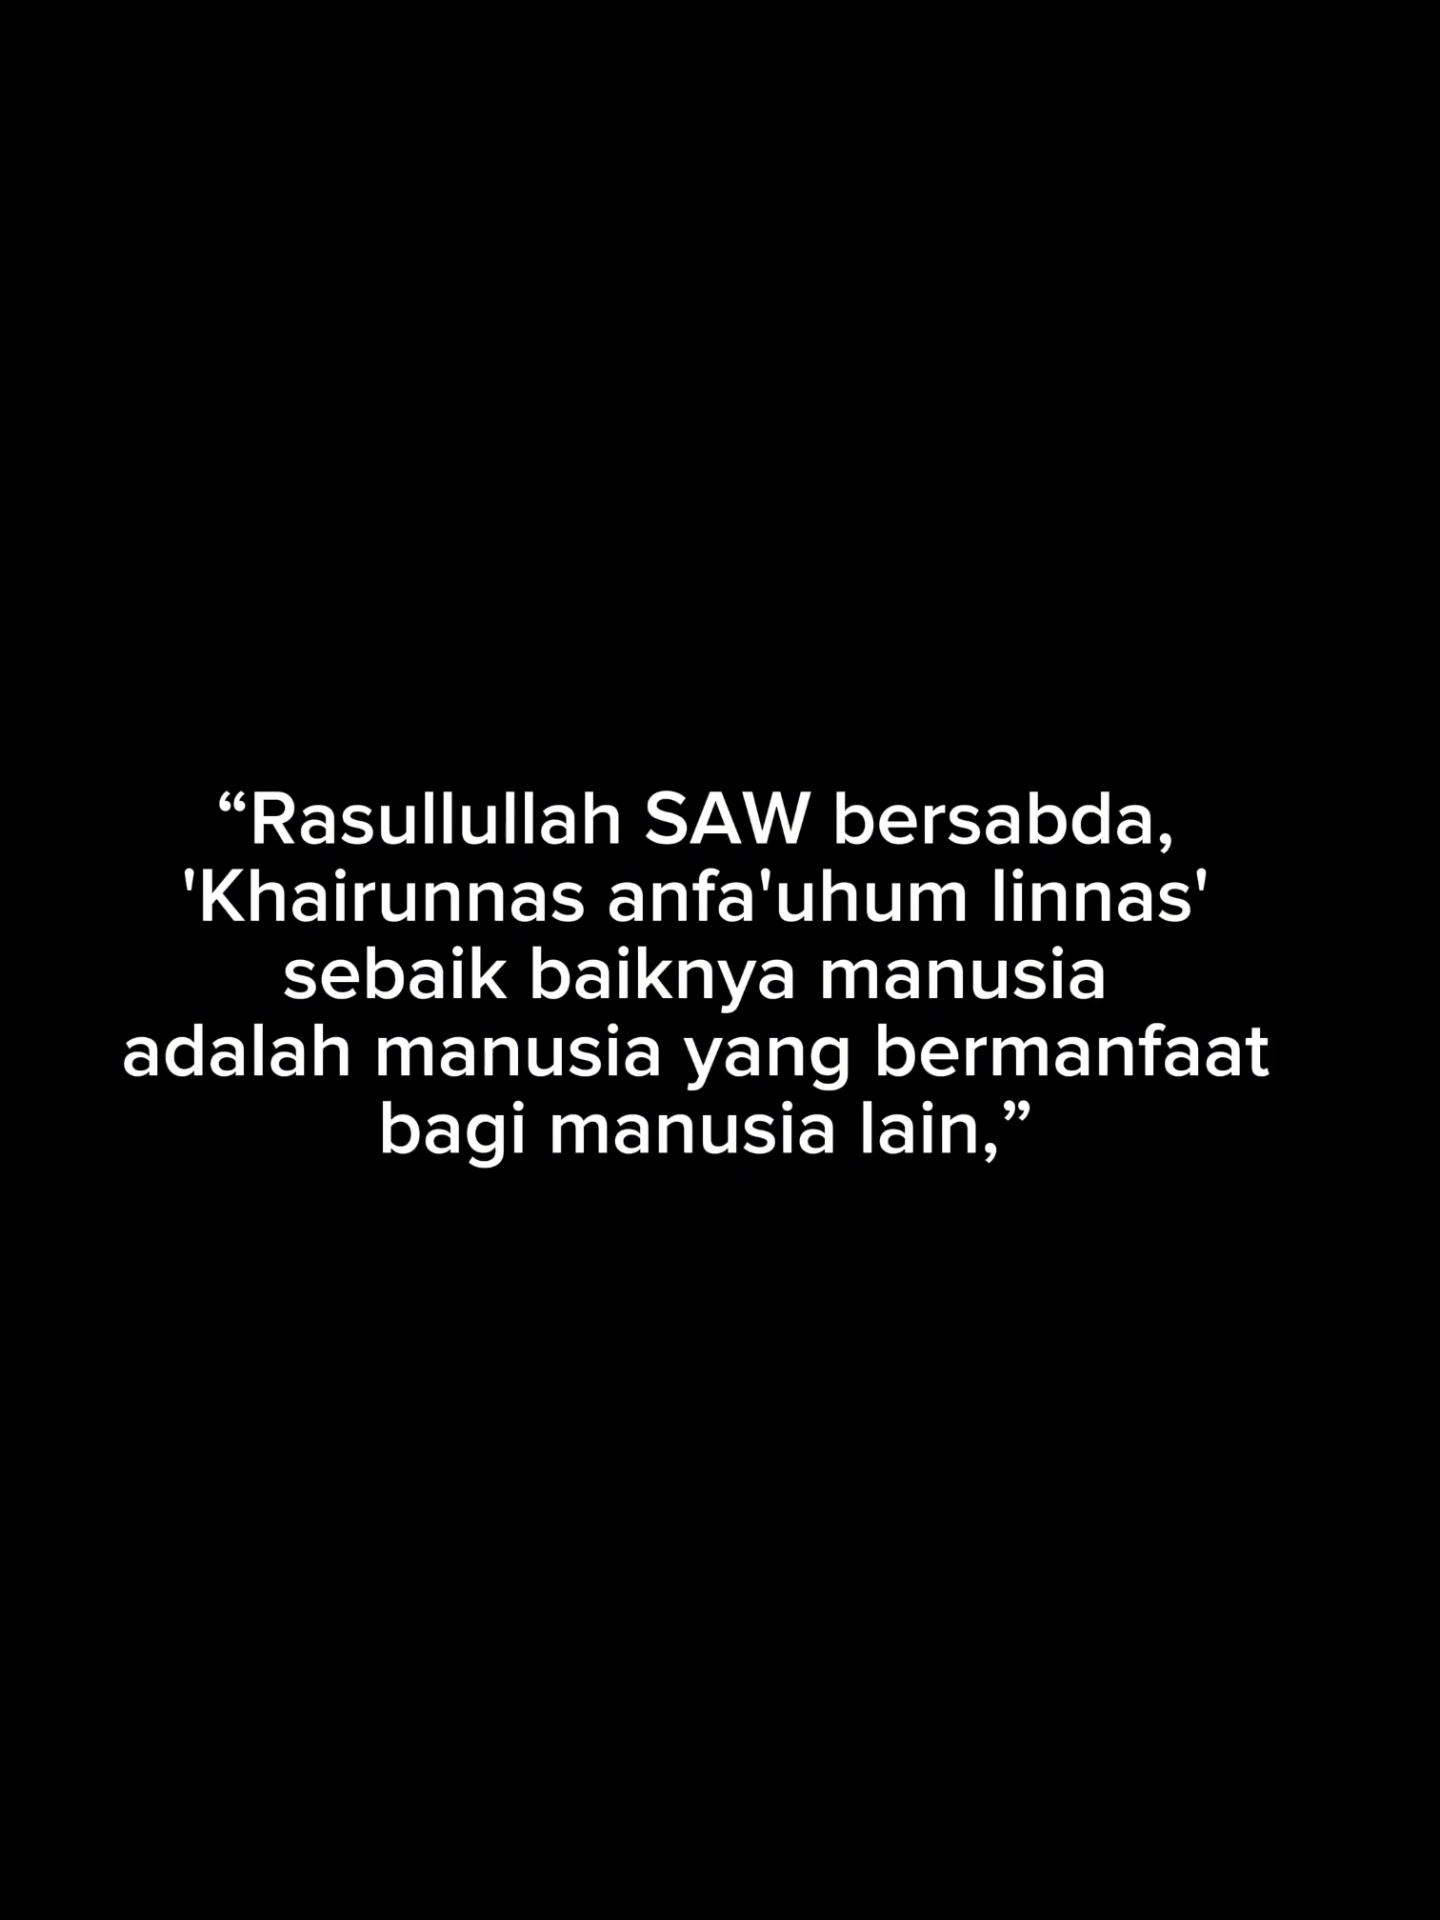 “Rasullullah SAW bersabda,
'Khairunnas anfa'uhum linnas'
sebaik baiknya manusia
adalah manusia yang bermanfaat
bagi manusia lain,”